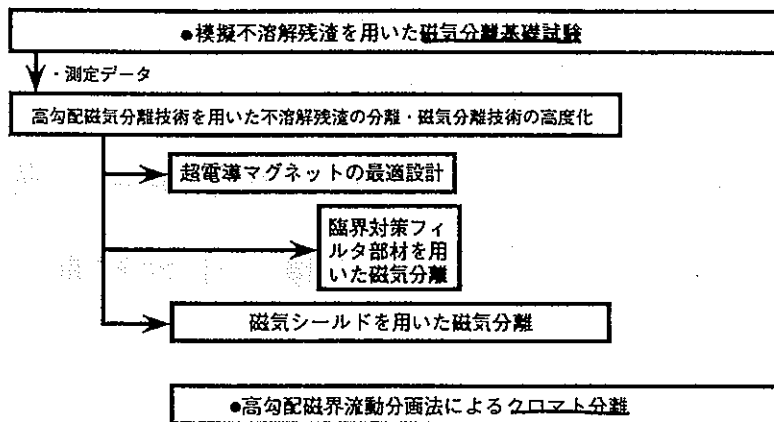 ●模擬不溶解残渣を用いた磁気分離基礎試験
・測定データ
高勾配磁気分離技術を用いた不溶解残渣の分離・磁気分離技術の高度化
超電導マグネットの最適設計
臨界対策フィ
ルタ部材を用
いた磁気分離
磁気シールドを用いた磁気分離
●高勾配磁界流動分画法によるクロマト分離